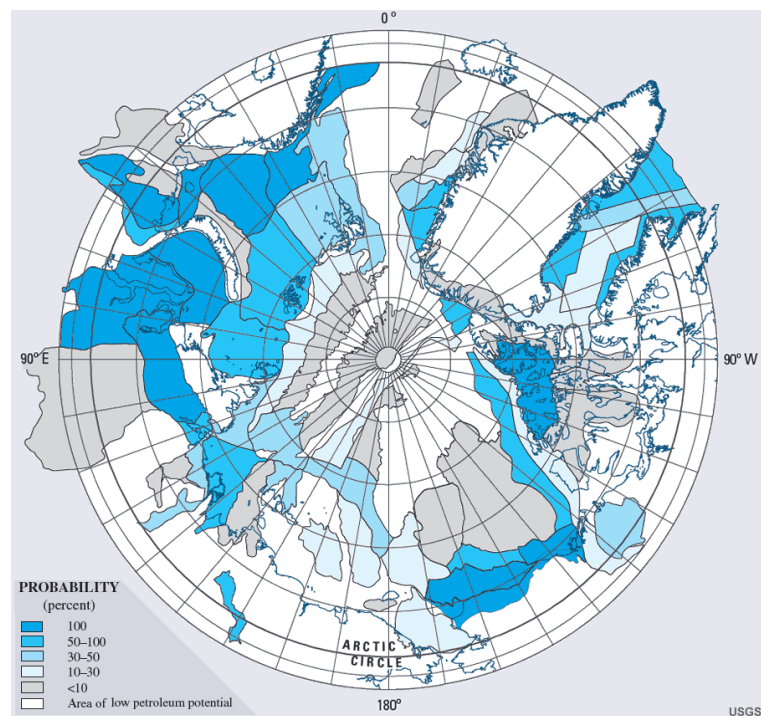 0°
90° E
90° W
PROBABILITY
(percent)
100
50–100
30–50
10–30
<10
Area of low petroleum potential
ARCTIC
CIRCLE
180°
USGS